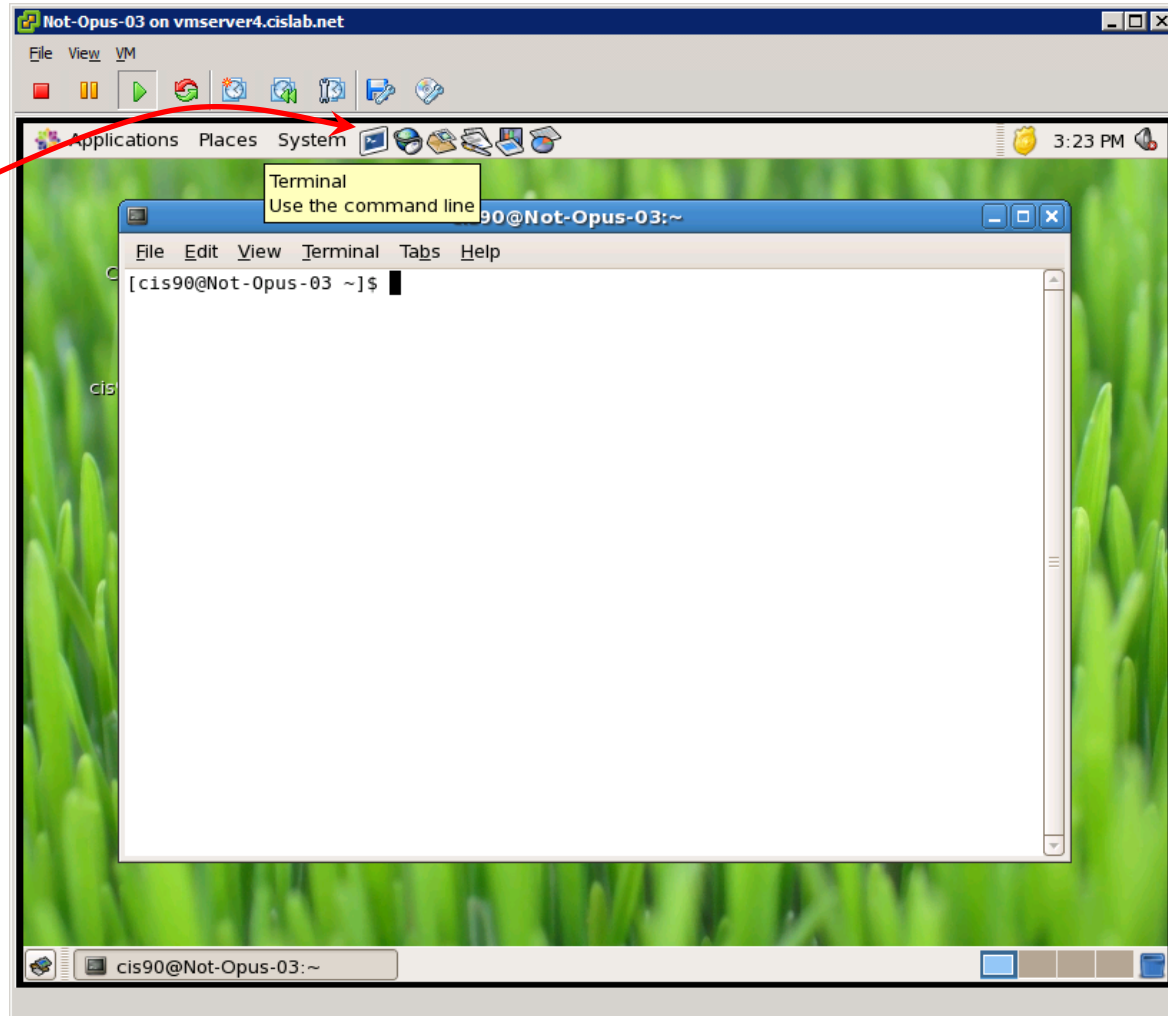 Not-Opus-03 on vmserver4.cislab.net
File View VM
Applications Places System
3:23 PM
Terminal
Use the command line
cis90@Not-Opus-03:~
File Edit View Terminal Tabs Help
[cis90@Not-Opus-03 ~]$
cis90@Not-Opus-03:~